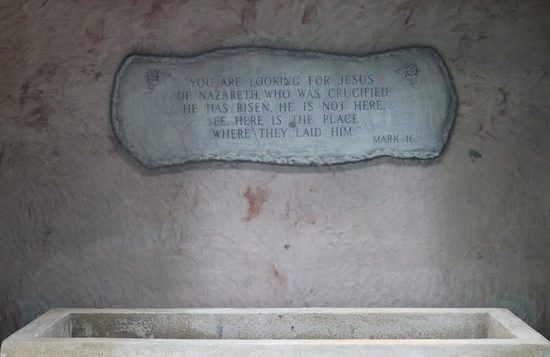 "YOU ARE LOOKING FOR JESUS
OF NAZARETH, WHO WAS CRUCIFIED;
HE HAS RISEN, HE IS NOT HERE,
EE, HERE IS THE PLACE
WHERE THEY LAID HIM."
MARK 16